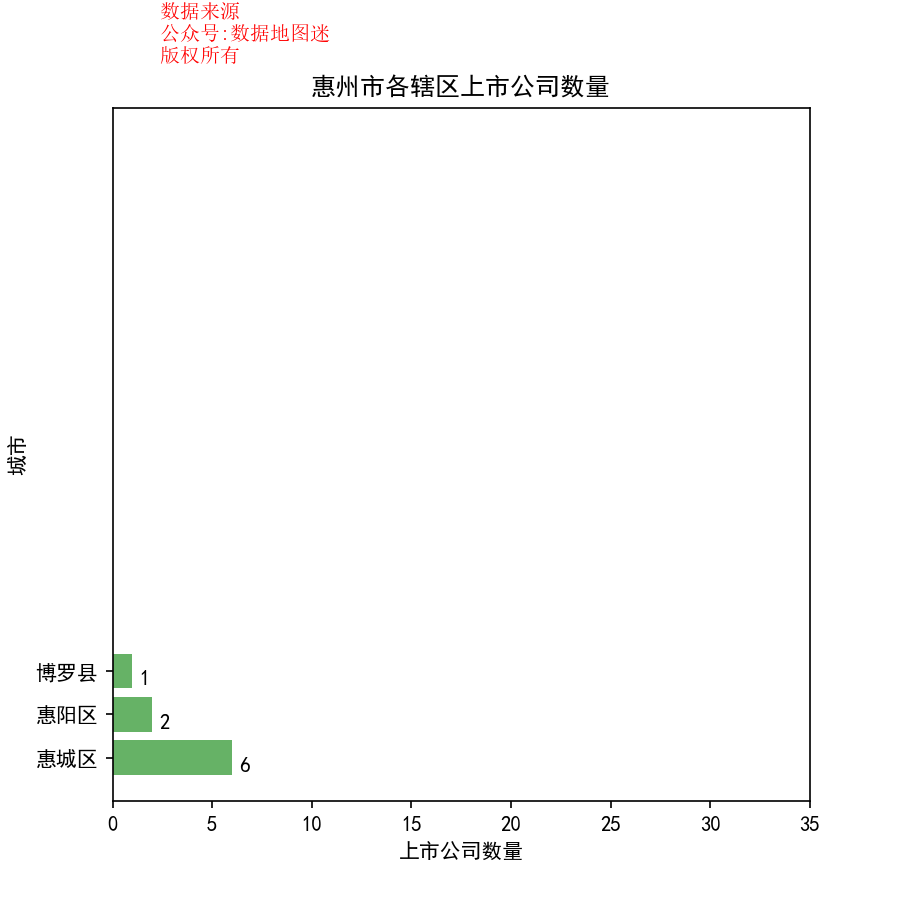 数据来源
公众号:数据地图迷
版权所有
惠州市各辖区上市公司数量
城市
博罗县 1
惠阳区 2
惠城区 6
0 5 10 15 20 25 30 35
上市公司数量